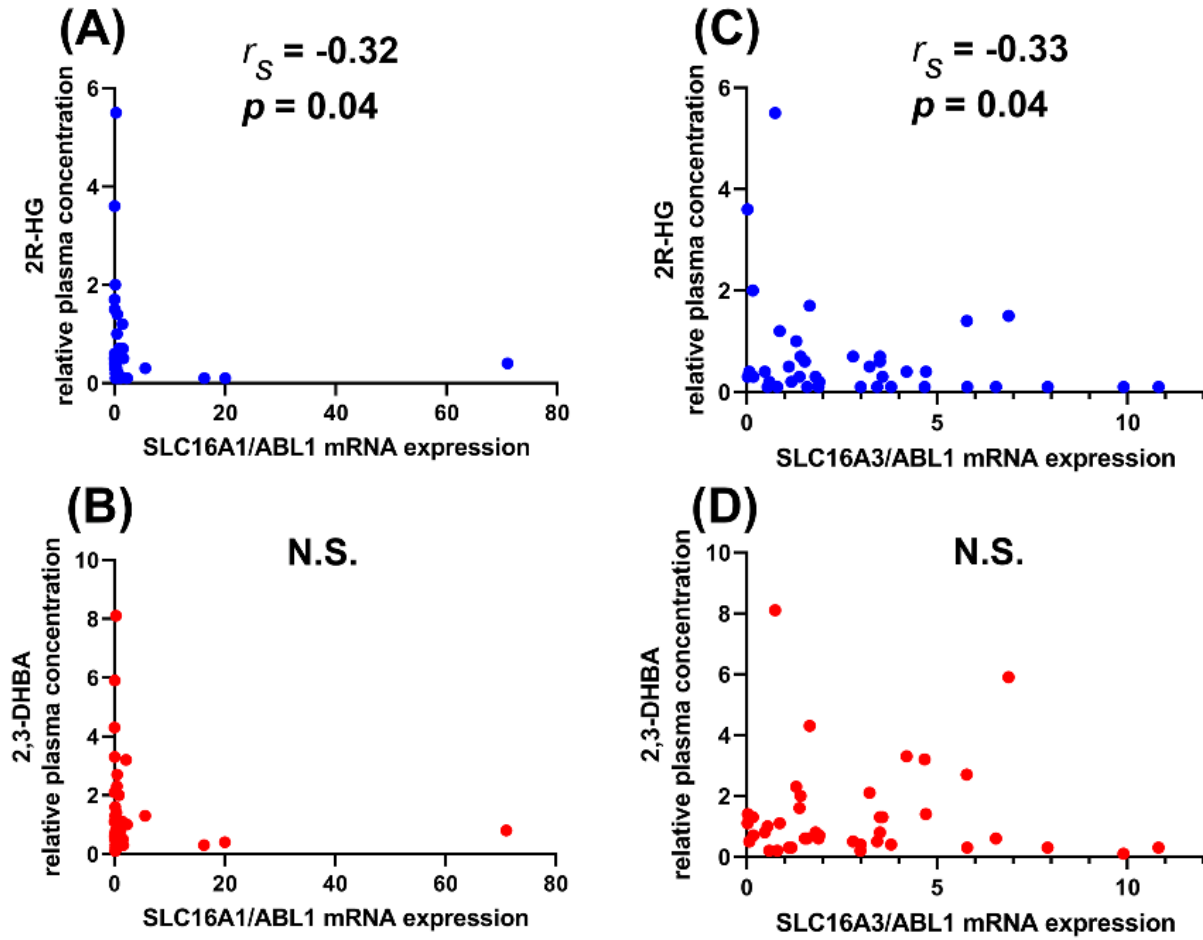 (A)
rS = -0.32
p = 0.04
2R-HG
relative plasma concentration
6
4
2
0
0 20 40 60 80
SLC16A1/ABL1 mRNA expression
(C)
rS = -0.33
p = 0.04
2R-HG
relative plasma concentration
6
4
2
0
0 5 10
SLC16A3/ABL1 mRNA expression
(B)
N.S.
2,3-DHBA
relative plasma concentration
10
8
6
4
2
0
0 20 40 60 80
SLC16A1/ABL1 mRNA expression
(D)
N.S.
2,3-DHBA
relative plasma concentration
10
8
6
4
2
0
0 5 10
SLC16A3/ABL1 mRNA expression